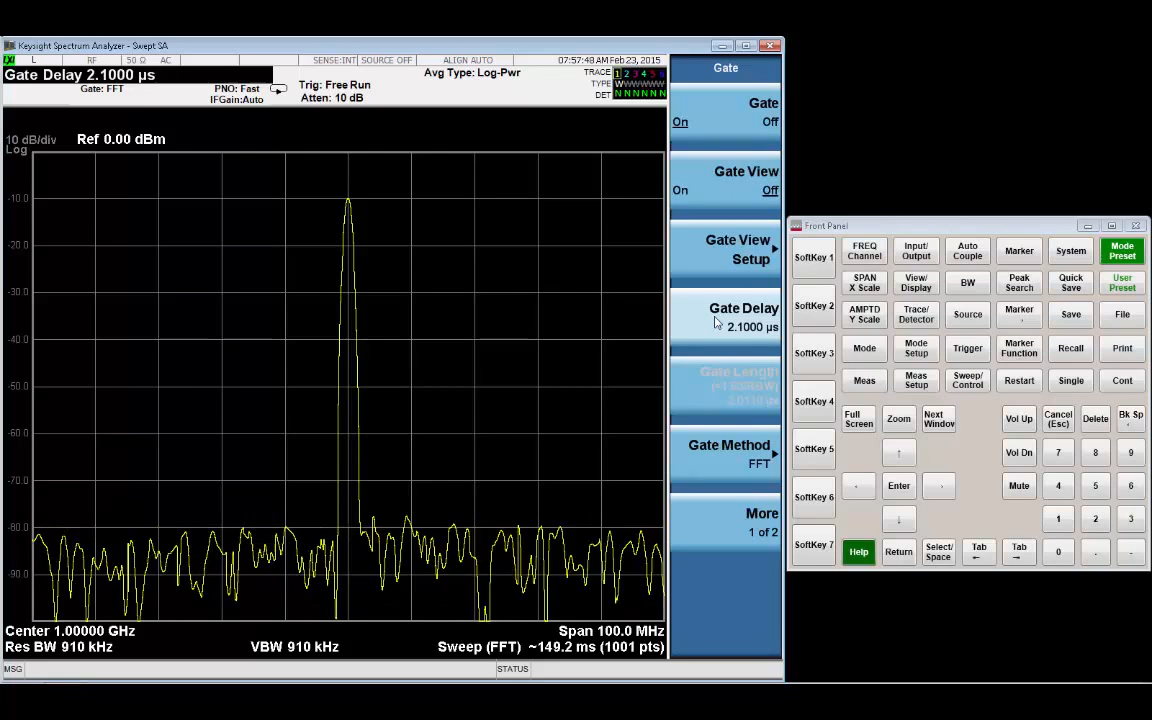 Keysight Spectrum Analyzer - Swept SA
L RF 50 Ω AC SENSE:INT SOURCE OFF ALIGN AUTO 07:57:48 AM Feb 23, 2015
Gate Delay 2.1000 µs
Gate: FFT
PNO: Fast
IFGain:Auto
Trig: Free Run
Atten: 10 dB
Avg Type: Log-Pwr
TRACE 1 2 3 4 5 6
TYPE WWWWWW
DET N N N N N N
10 dB/div
Log
Ref 0.00 dBm
-10.0
-20.0
-30.0
-40.0
-50.0
-60.0
-70.0
-80.0
-90.0
Center 1.00000 GHz
Span 100.0 MHz
Res BW 910 kHz
VBW 910 kHz
Sweep (FFT) ~149.2 ms (1001 pts)
MSG
STATUS
Gate
Gate
On Off
Gate View
On Off
Gate View
Setup
Gate Delay
2.1000 µs
Gate Length
Gate Method
FFT
More
1 of 2
Front Panel
SoftKey 1
SoftKey 2
SoftKey 3
SoftKey 4
SoftKey 5
SoftKey 6
SoftKey 7
FREQ
Channel
Input/
Output
Auto
Couple
Marker
System
Mode
Preset
SPAN
X Scale
View/
Display
BW
Peak
Search
Quick
Save
User
Preset
AMPTD
Y Scale
Trace/
Detector
Source
Marker
Save
File
Mode
Mode
Setup
Trigger
Marker
Function
Recall
Print
Meas
Meas
Setup
Sweep/
Control
Restart
Single
Cont
Full
Screen
Zoom
Next
Window
Vol Up
Cancel
(Esc)
Delete
Bk Sp
↑
Vol Dn
7
8
9
Enter
Mute
4
5
6
↓
1
2
3
Help
Return
Select/
Space
Tab
←
Tab
→
0
.
-